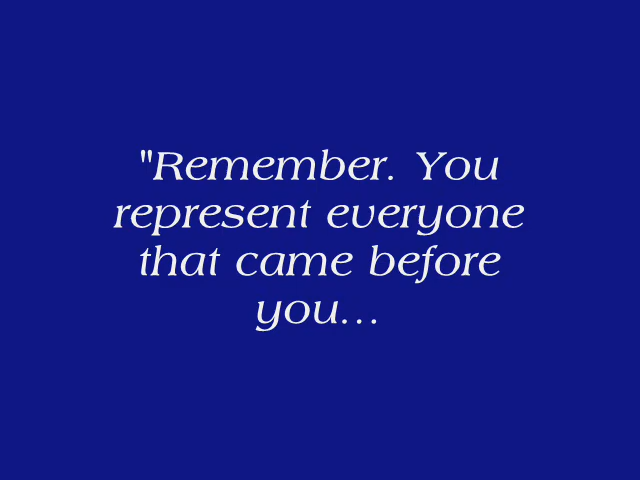 "Remember. You
represent everyone
that came before
you...